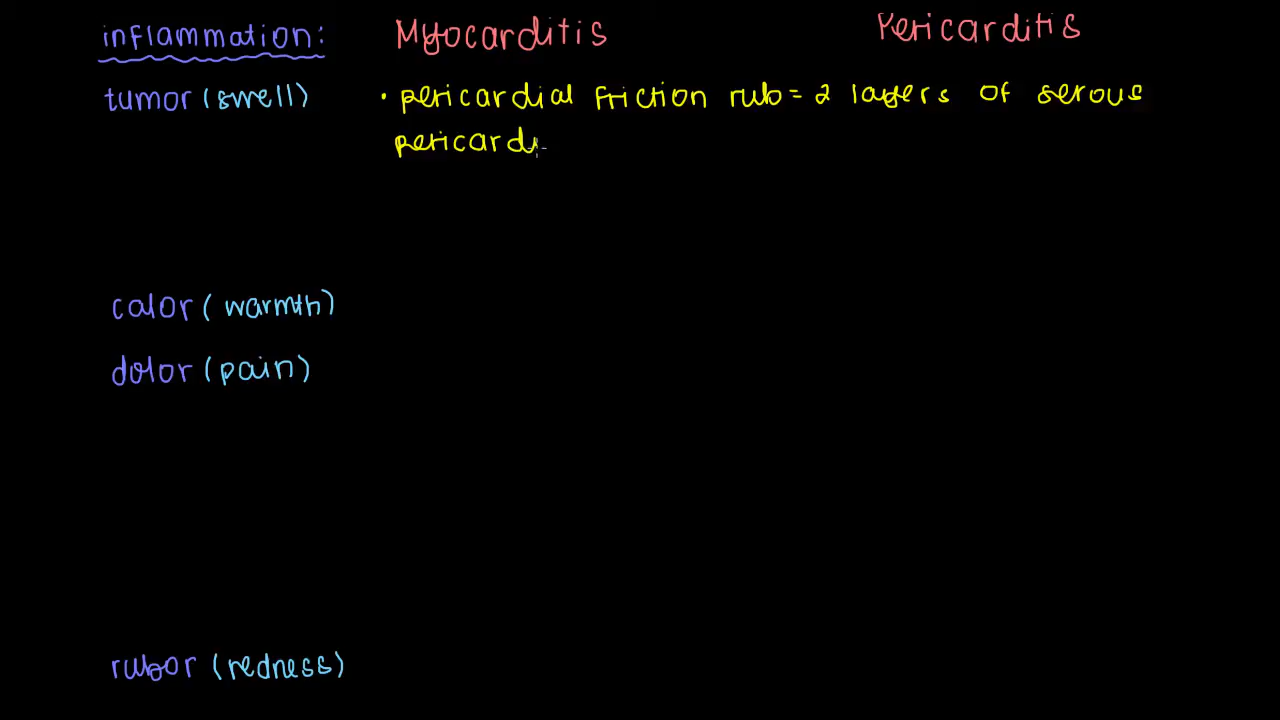 inflammation: Myocarditis Pericarditis
tumor (swell) • pericardial friction rub = 2 layers of serous
pericardi
calor (warmth)
dolor (pain)
rubor (redness)